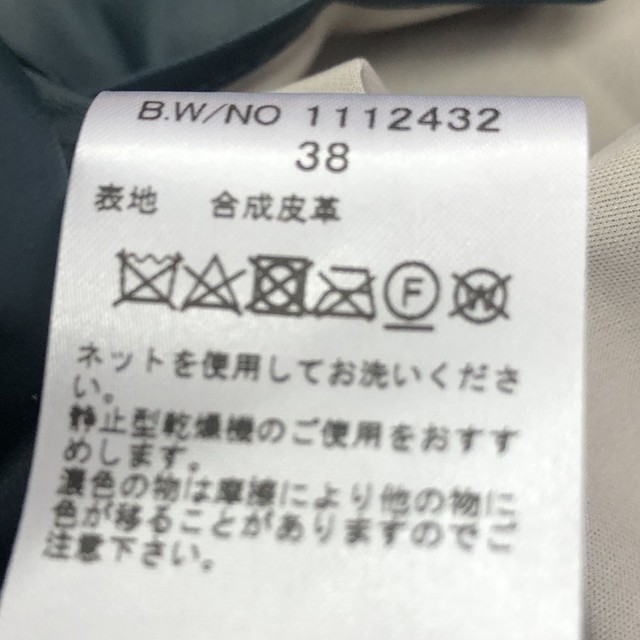 B.W/NO 1112432
38
表地 合成皮革
F W
ネットを使用してお洗いくださ
い。
静止型乾燥機のご使用をおすす
めします。
濃色の物は摩擦により他の物に
色が移ることがありますのでご
注意下さい。